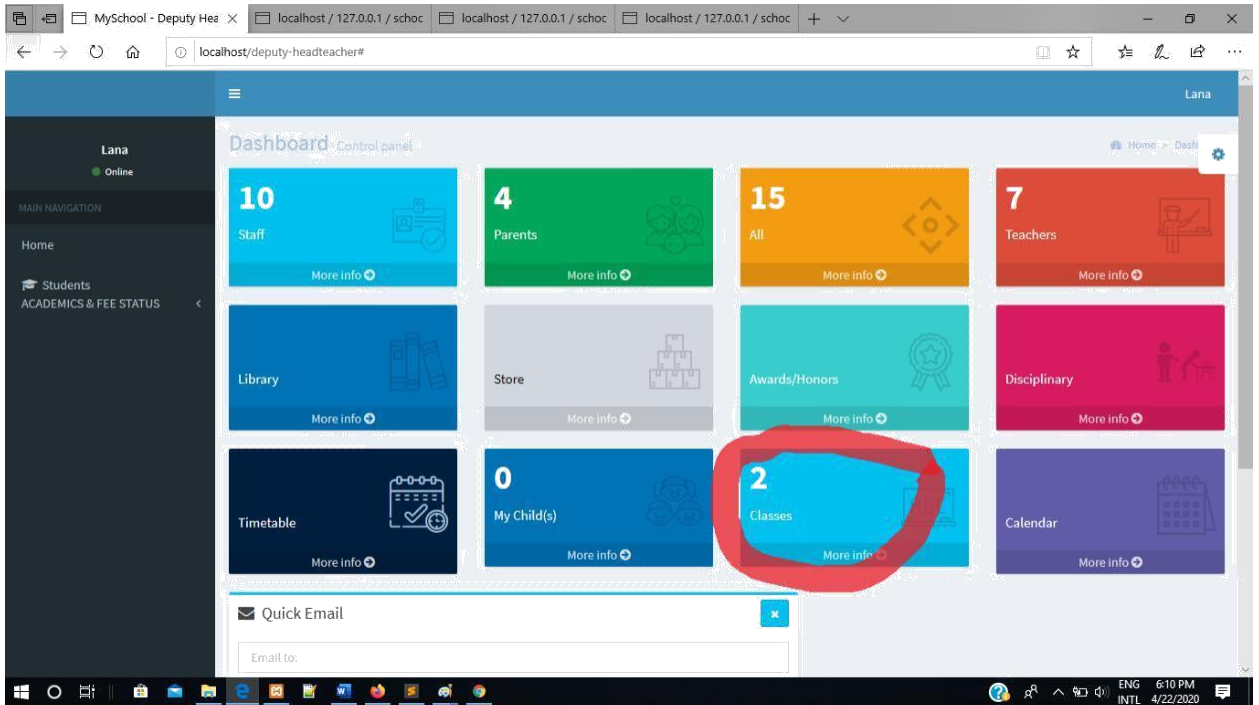 MySchool - Deputy Hea
localhost / 127.0.0.1 / schoc
localhost / 127.0.0.1 / schoc
localhost / 127.0.0.1 / schoc
localhost/deputy-headteacher#
Lana
Lana
Online
MAIN NAVIGATION
Home
Students
ACADEMICS & FEE STATUS
Dashboard Control panel
Home > Dash
10
Staff
More info
4
Parents
More info
15
All
More info
7
Teachers
More info
Library
More info
Store
More info
Awards/Honors
More info
Disciplinary
More info
Timetable
More info
0
My Child(s)
More info
2
Classes
More info
Calendar
More info
Quick Email
Email to:
ENG
INTL
6:10 PM
4/22/2020